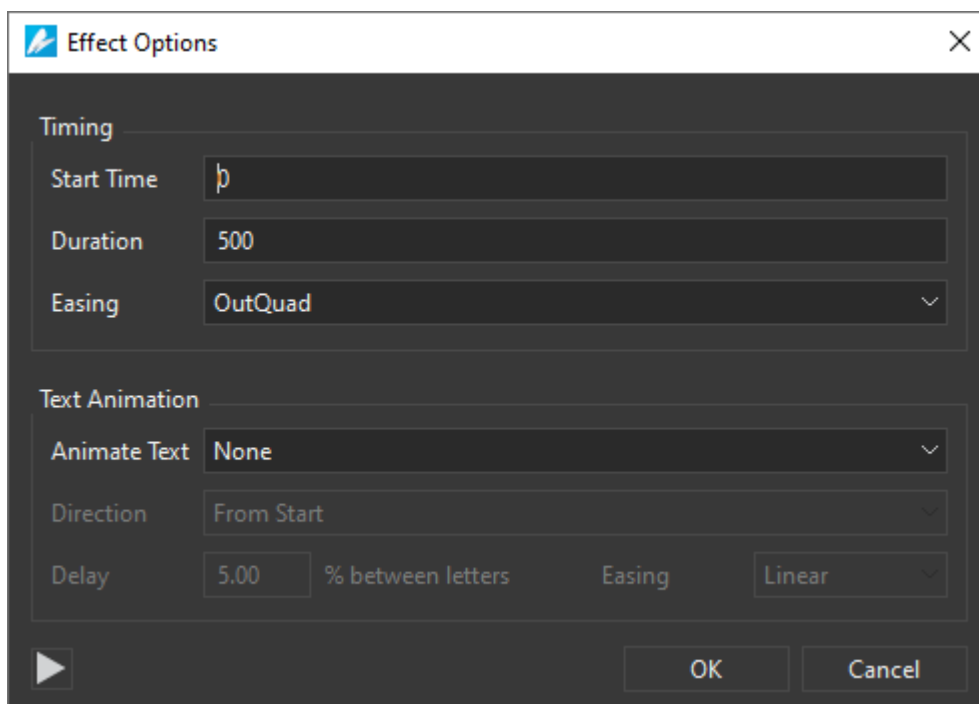 Effect Options
Timing
Start Time 0
Duration 500
Easing OutQuad
Text Animation
Animate Text None
Direction From Start
Delay 5.00 % between letters Easing Linear
OK Cancel